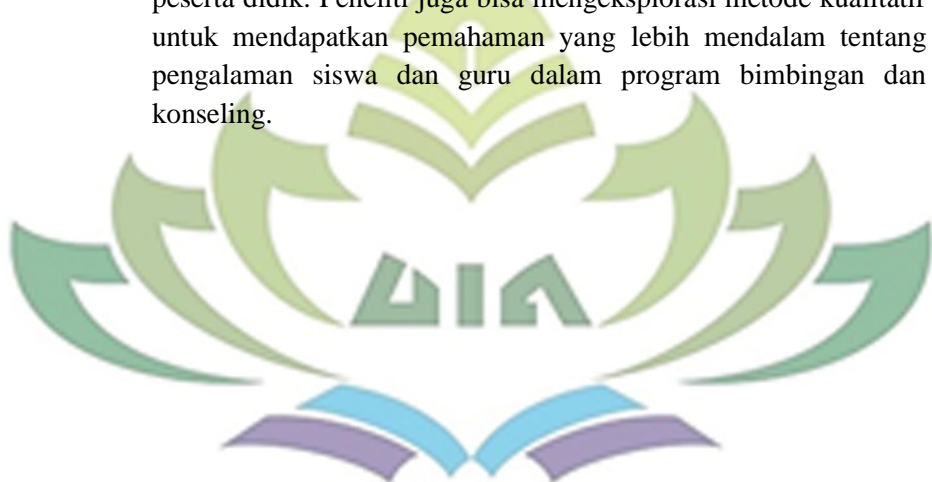 peserta didik. Peneliti juga bisa mengeksplorasi metode kualitatif
untuk mendapatkan pemahaman yang lebih mendalam tentang
pengalaman siswa dan guru dalam program bimbingan dan
konseling.
UIN